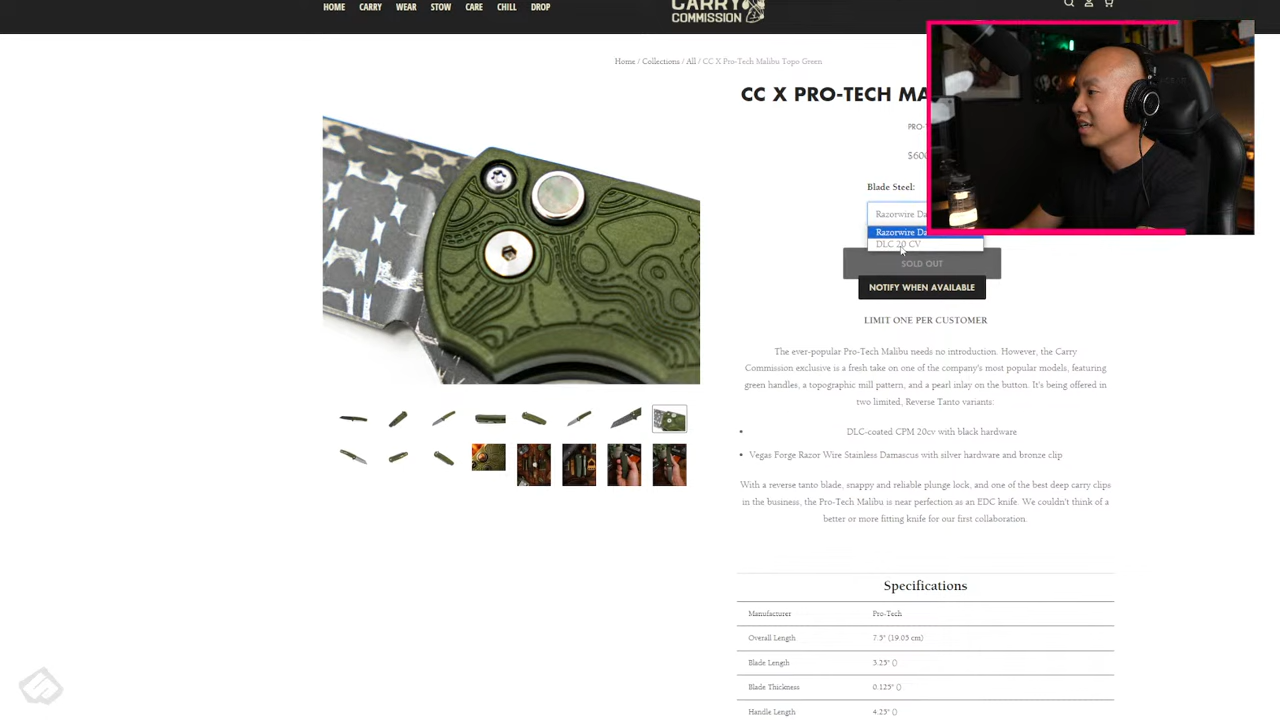 HOME CARRY WEAR STOW CARE CHILL DROP
CARRY
COMMISSION
Home / Collections / All / CC X Pro-Tech Malibu Topo Green
CC X PRO-TECH
PRO-
$600
Blade Steel:
Razorwire
Razorwire
DLC 20 CV
SOLD OUT
NOTIFY WHEN AVAILABLE
LIMIT ONE PER CUSTOMER
The ever-popular Pro-Tech Malibu needs no introduction. However, the Carry
Commission exclusive is a fresh take on one of the company's most popular models, featuring
green handles, a topographic mill pattern, and a pearl inlay on the button. It's being offered in
two limited, Reverse Tanto variants:
• DLC-coated CPM 20cv with black hardware
• Vegas Forge Razor Wire Stainless Damascus with silver hardware and bronze clip
With a reverse tanto blade, snappy and reliable plunge lock, and one of the best deep carry clips
in the business, the Pro-Tech Malibu is near perfection as an EDC knife. We couldn't think of a
better or more fitting knife for our first collaboration.
Specifications
Manufacturer Pro-Tech
Overall Length 7.5" (19.05 cm)
Blade Length 3.25" ()
Blade Thickness 0.125" ()
Handle Length 4.25" ()